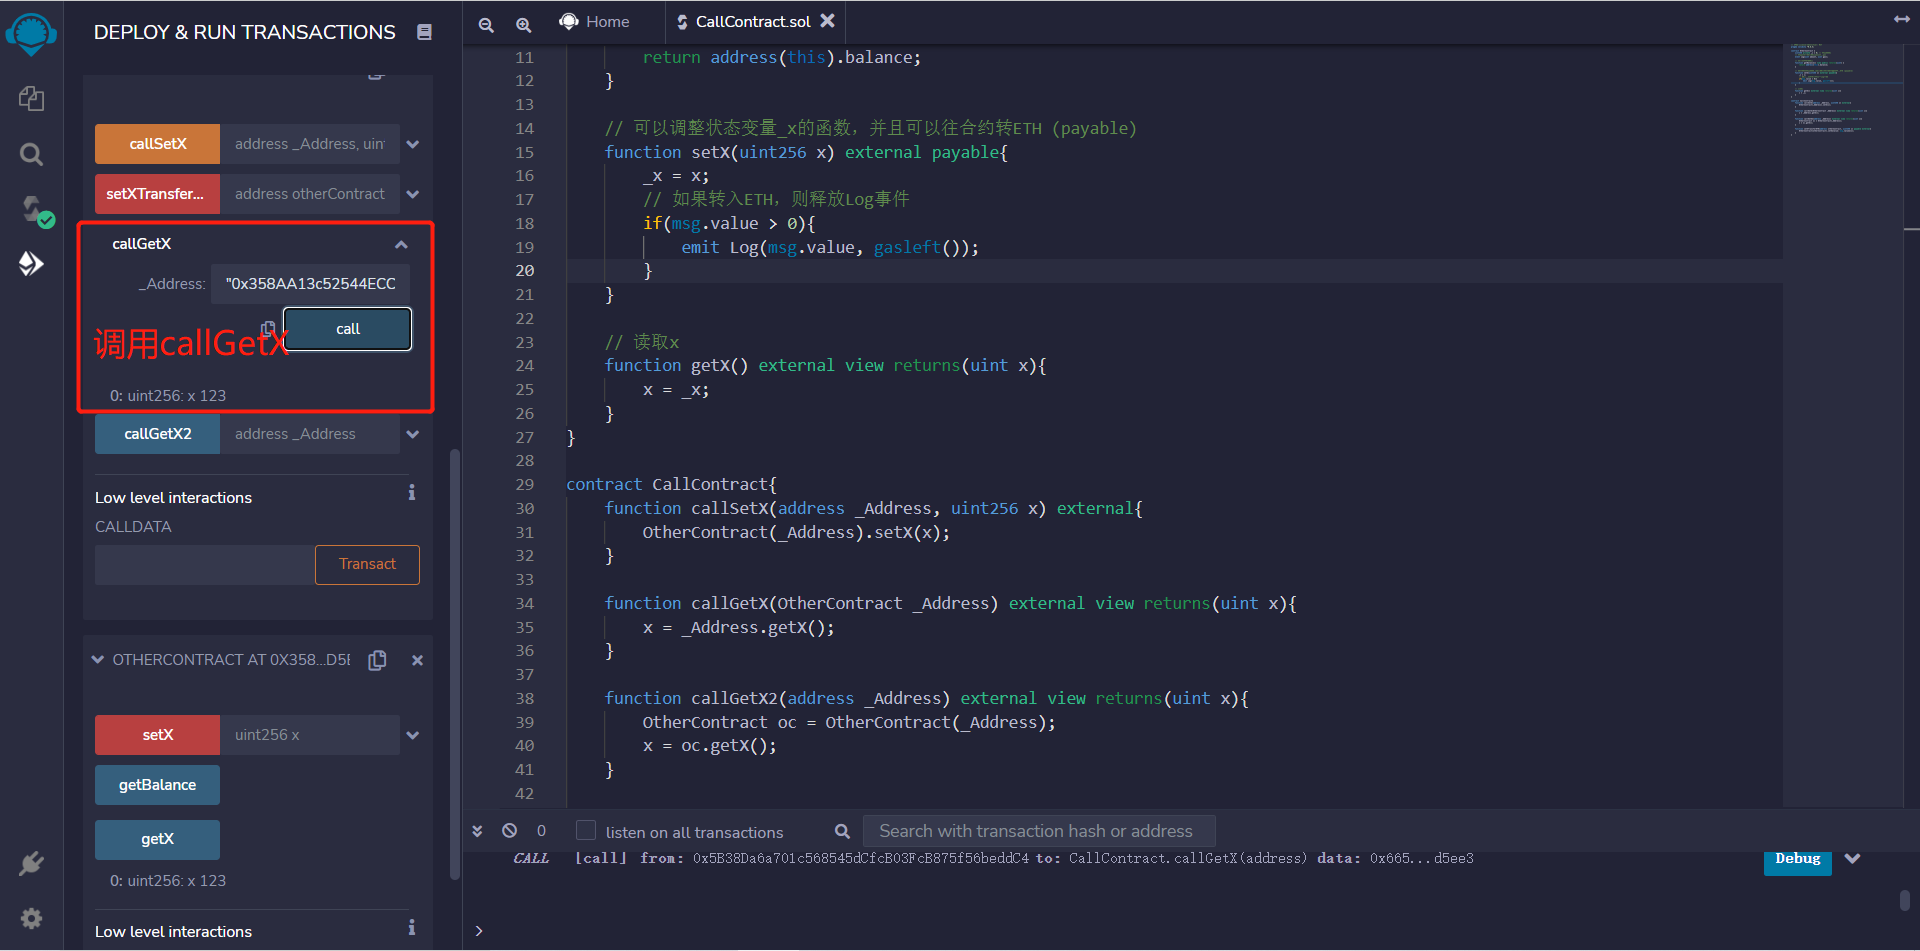 DEPLOY & RUN TRANSACTIONS
callSetX address _Address, uin
setXTransfer... address otherContract
callGetX
_Address: "0x358AA13c52544ECC
call
调用callGetX
0: uint256: x 123
callGetX2 address _Address
Low level interactions
CALLDATA
Transact
OTHERCONTRACT AT 0X358...D5E
setX uint256 x
getBalance
getX
0: uint256: x 123
Low level interactions
Home CallContract.sol
11 return address(this).balance;
12 }
13
14 // 可以调整状态变量_x的函数，并且可以往合约转ETH (payable)
15 function setX(uint256 x) external payable{
16 _x = x;
17 // 如果转入ETH，则释放Log事件
18 if(msg.value > 0){
19 emit Log(msg.value, gasleft());
20 }
21 }
22
23 // 读取x
24 function getX() external view returns(uint x){
25 x = _x;
26 }
27 }
28
29 contract CallContract{
30 function callSetX(address _Address, uint256 x) external{
31 OtherContract(_Address).setX(x);
32 }
33
34 function callGetX(OtherContract _Address) external view returns(uint x){
35 x = _Address.getX();
36 }
37
38 function callGetX2(address _Address) external view returns(uint x){
39 OtherContract oc = OtherContract(_Address);
40 x = oc.getX();
41 }
42
0 listen on all transactions Search with transaction hash or address
CALL [call] from: 0x5B38Da6a701c568545dCfcB03FcB875f56beddC4 to: CallContract.callGetX(address) data: 0x665...d5ee3 Debug
>